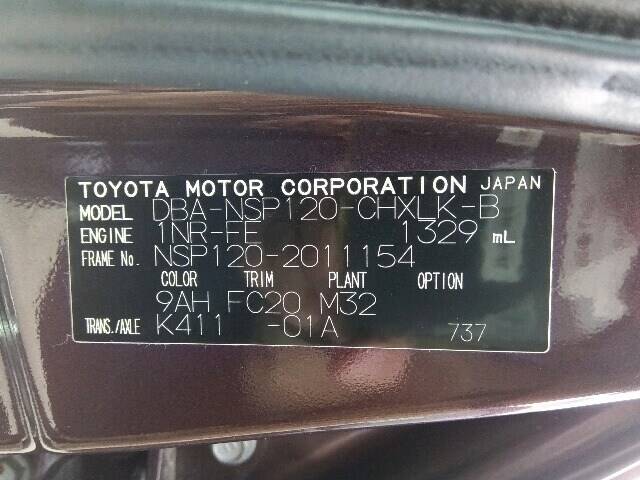 TOYOTA MOTOR CORPORATION JAPAN
MODEL DBA-NSP120-CHXLK-B
ENGINE 1NR-FE 1329 mL
FRAME No. NSP120-2011154
COLOR TRIM PLANT OPTION
9AH FC20 M32
TRANS./AXLE K411 -01A 737